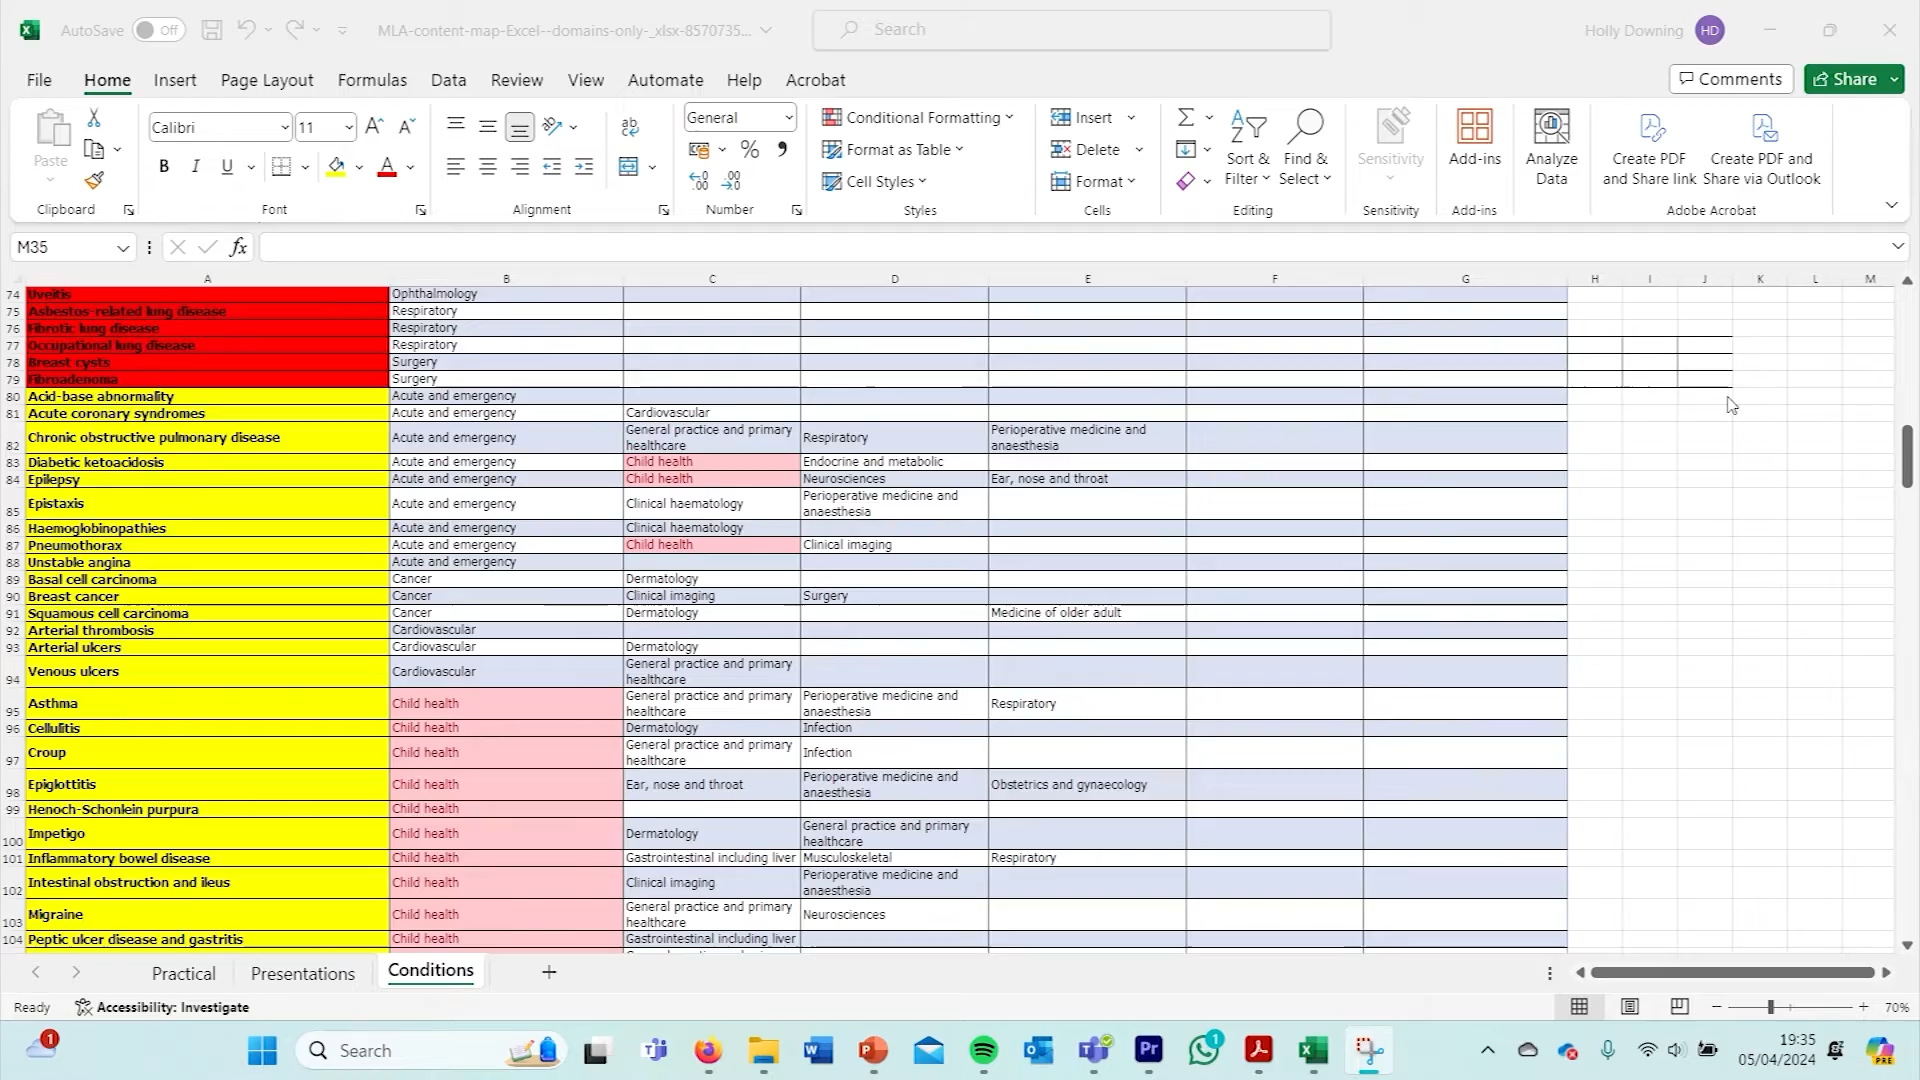 AutoSave Off MLA-content-map-Excel--domains-only-_xlsx-8570735... Search Holly Downing HD
File Home Insert Page Layout Formulas Data Review View Automate Help Acrobat Comments Share
Paste
Calibri 11
B I U
General
Conditional Formatting
Format as Table
Cell Styles
Insert
Delete
Format
Sort & Filter
Find & Select
Sensitivity
Add-ins
Analyze Data
Create PDF and Share link
Create PDF and Share via Outlook
Clipboard Font Alignment Number Styles Cells Editing Sensitivity Add-ins Adobe Acrobat
M35 fx
A B C D E F G H I J K L M
74 Uveitis Ophthalmology
75 Asbestos-related lung disease Respiratory
76 Fibrotic lung disease Respiratory
77 Occupational lung disease Respiratory
78 Breast cysts Surgery
79 Fibroadenoma Surgery
80 Acid-base abnormality Acute and emergency
81 Acute coronary syndromes Acute and emergency Cardiovascular
82 Chronic obstructive pulmonary disease Acute and emergency General practice and primary healthcare Respiratory Perioperative medicine and anaesthesia
83 Diabetic ketoacidosis Acute and emergency Child health Endocrine and metabolic
84 Epilepsy Acute and emergency Child health Neurosciences Ear, nose and throat
85 Epistaxis Acute and emergency Clinical haematology Perioperative medicine and anaesthesia
86 Haemoglobinopathies Acute and emergency Clinical haematology
87 Pneumothorax Acute and emergency Child health Clinical imaging
88 Unstable angina Acute and emergency
89 Basal cell carcinoma Cancer Dermatology
90 Breast cancer Cancer Clinical imaging Surgery
91 Squamous cell carcinoma Cancer Dermatology Medicine of older adult
92 Arterial thrombosis Cardiovascular
93 Arterial ulcers Cardiovascular Dermatology
94 Venous ulcers Cardiovascular General practice and primary healthcare
95 Asthma Child health General practice and primary healthcare Perioperative medicine and anaesthesia Respiratory
96 Cellulitis Child health Dermatology Infection
97 Croup Child health General practice and primary healthcare Infection
98 Epiglottitis Child health Ear, nose and throat Perioperative medicine and anaesthesia Obstetrics and gynaecology
99 Henoch-Schonlein purpura Child health
100 Impetigo Child health Dermatology General practice and primary healthcare
101 Inflammatory bowel disease Child health Gastrointestinal including liver Musculoskeletal Respiratory
102 Intestinal obstruction and ileus Child health Clinical imaging Perioperative medicine and anaesthesia
103 Migraine Child health General practice and primary healthcare Neurosciences
104 Peptic ulcer disease and gastritis Child health Gastrointestinal including liver
Practical Presentations Conditions
Ready Accessibility: Investigate 70%
1 Search 1 19:35
05/04/2024